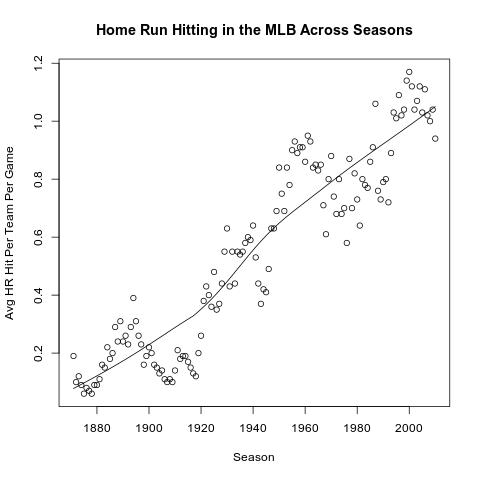 Home Run Hitting in the MLB Across Seasons
Avg HR Hit Per Team Per Game
1.2
1.0
0.8
0.6
0.4
0.2
1880 1900 1920 1940 1960 1980 2000
Season